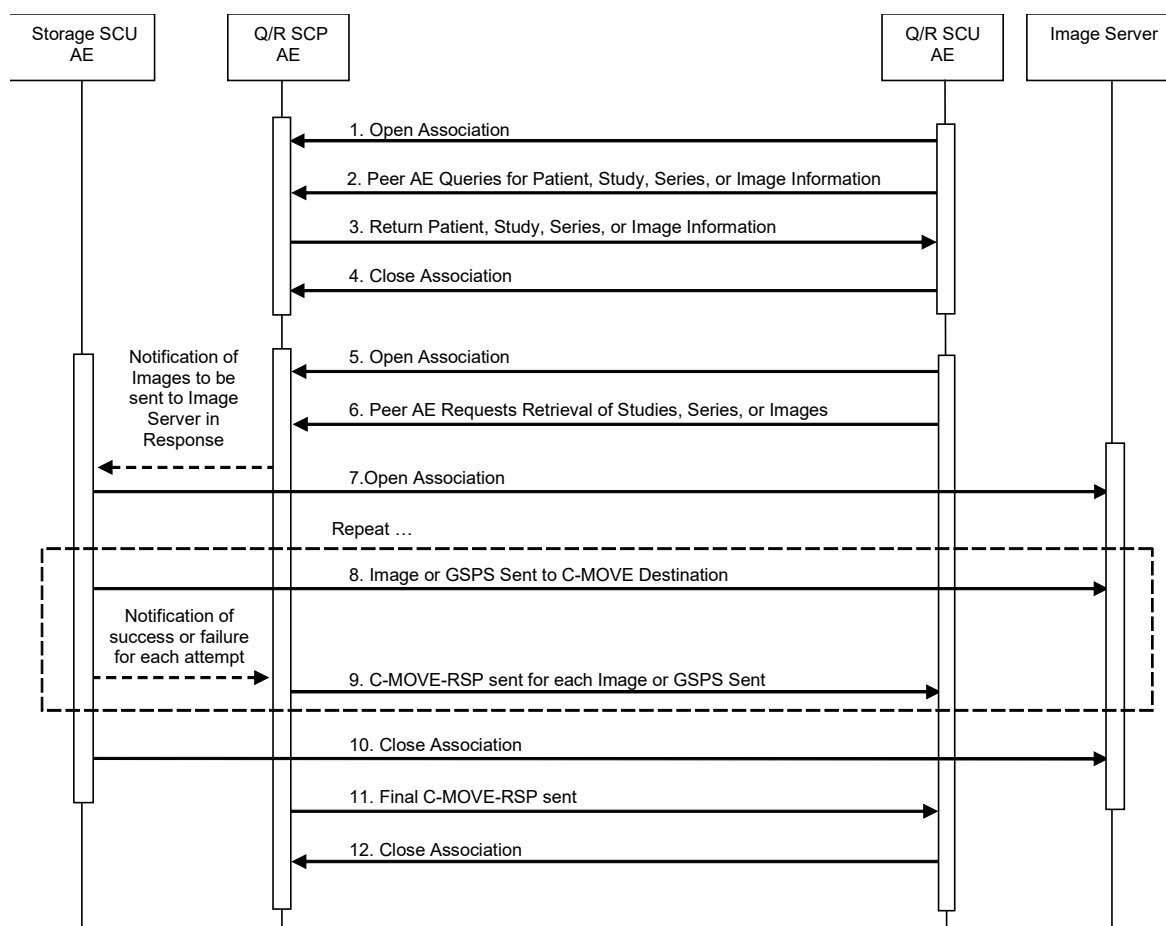 Storage SCU
AE
Q/R SCP
AE
Q/R SCU
AE
Image Server
1. Open Association
2. Peer AE Queries for Patient, Study, Series, or Image Information
3. Return Patient, Study, Series, or Image Information
4. Close Association
Notification of
Images to be
sent to Image
Server in
Response
5. Open Association
6. Peer AE Requests Retrieval of Studies, Series, or Images
7.Open Association
Repeat …
8. Image or GSPS Sent to C-MOVE Destination
Notification of
success or failure
for each attempt
9. C-MOVE-RSP sent for each Image or GSPS Sent
10. Close Association
11. Final C-MOVE-RSP sent
12. Close Association